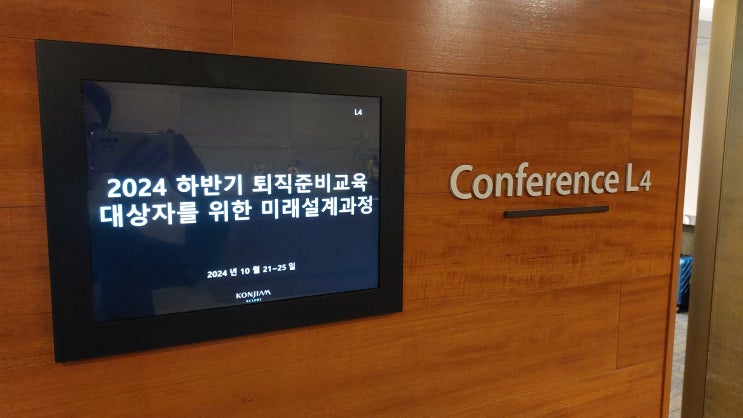 L4
2024 하반기 퇴직준비교육
대상자를 위한 미래설계과정
2024 년 10 월 21-25 일
KONJIAM
RESORT
Conference L4